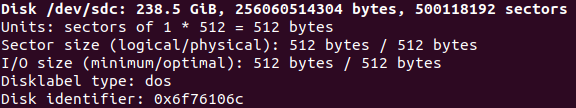 Disk /dev/sdc: 238.5 GiB, 256060514304 bytes, 500118192 sectors
Units: sectors of 1 * 512 = 512 bytes
Sector size (logical/physical): 512 bytes / 512 bytes
I/O size (minimum/optimal): 512 bytes / 512 bytes
Disklabel type: dos
Disk identifier: 0x6f76106c